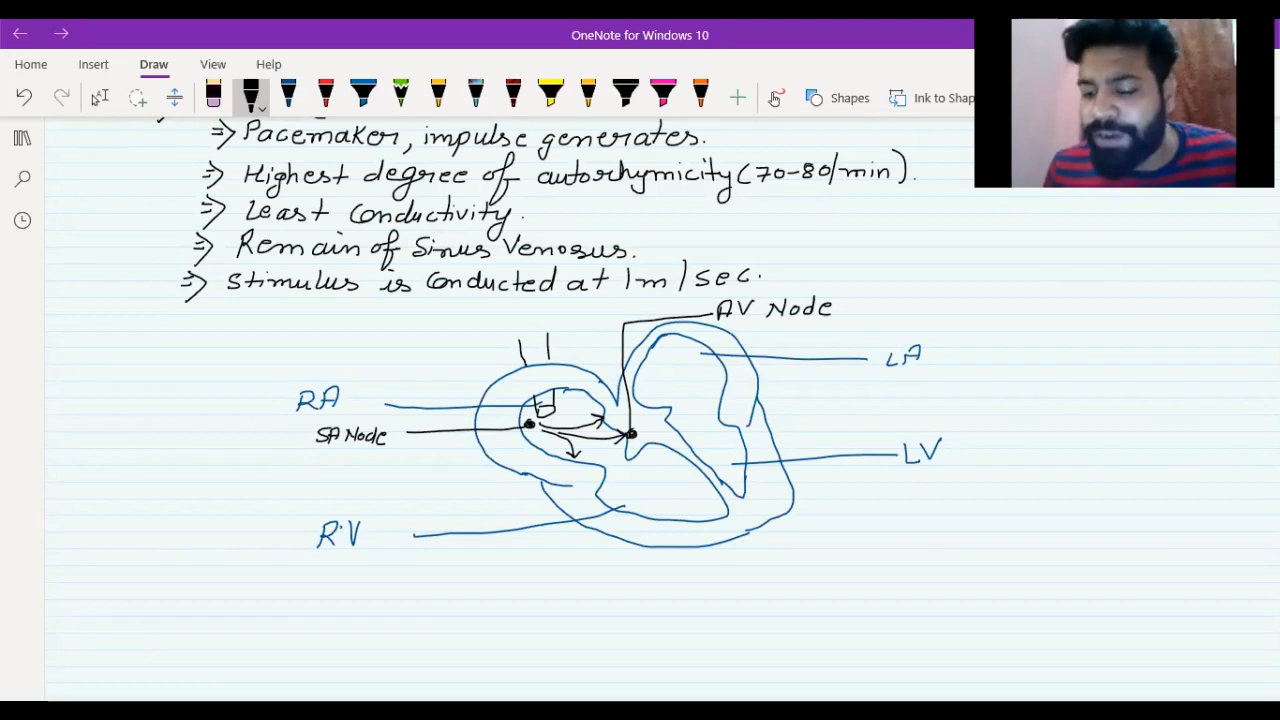 OneNote for Windows 10
Home Insert Draw View Help
Shapes Ink to Shap
=> Pacemaker, impulse generates.
=> Highest degree of autorhymicity (70-80/min).
=> Least Conductivity.
=> Remain of Sinus Venosus.
=> Stimulus is conducted at 1m/sec.
AV Node
LA
RA
SA Node
LV
R.V